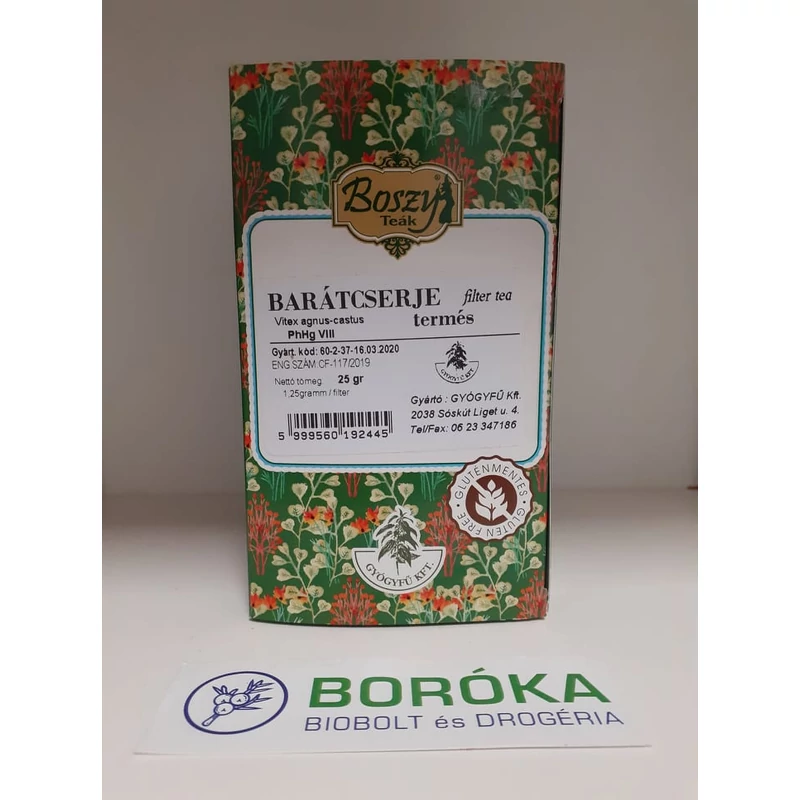 Boszy
Teák
BARÁTCSERJE filter tea
Vitex agnus-castus termés
PhHg VIII
Gyárt. kód: 60-2-37-16.03.2020
ENG.SZÁM:CF-117/2019
GYÓGYFŰ KFT.
Nettó tömeg 25 gr
1,25gramm / filter
Gyártó : GYÓGYFŰ Kft.
2038 Sóskút Liget u. 4.
Tel/Fax: 06 23 347186
5 999560 192445
GLUTÉNMENTES
GLUTEN FREE
GYÓGYFŰ KFT.
BORÓKA
BIOBOLT és DROGÉRIA